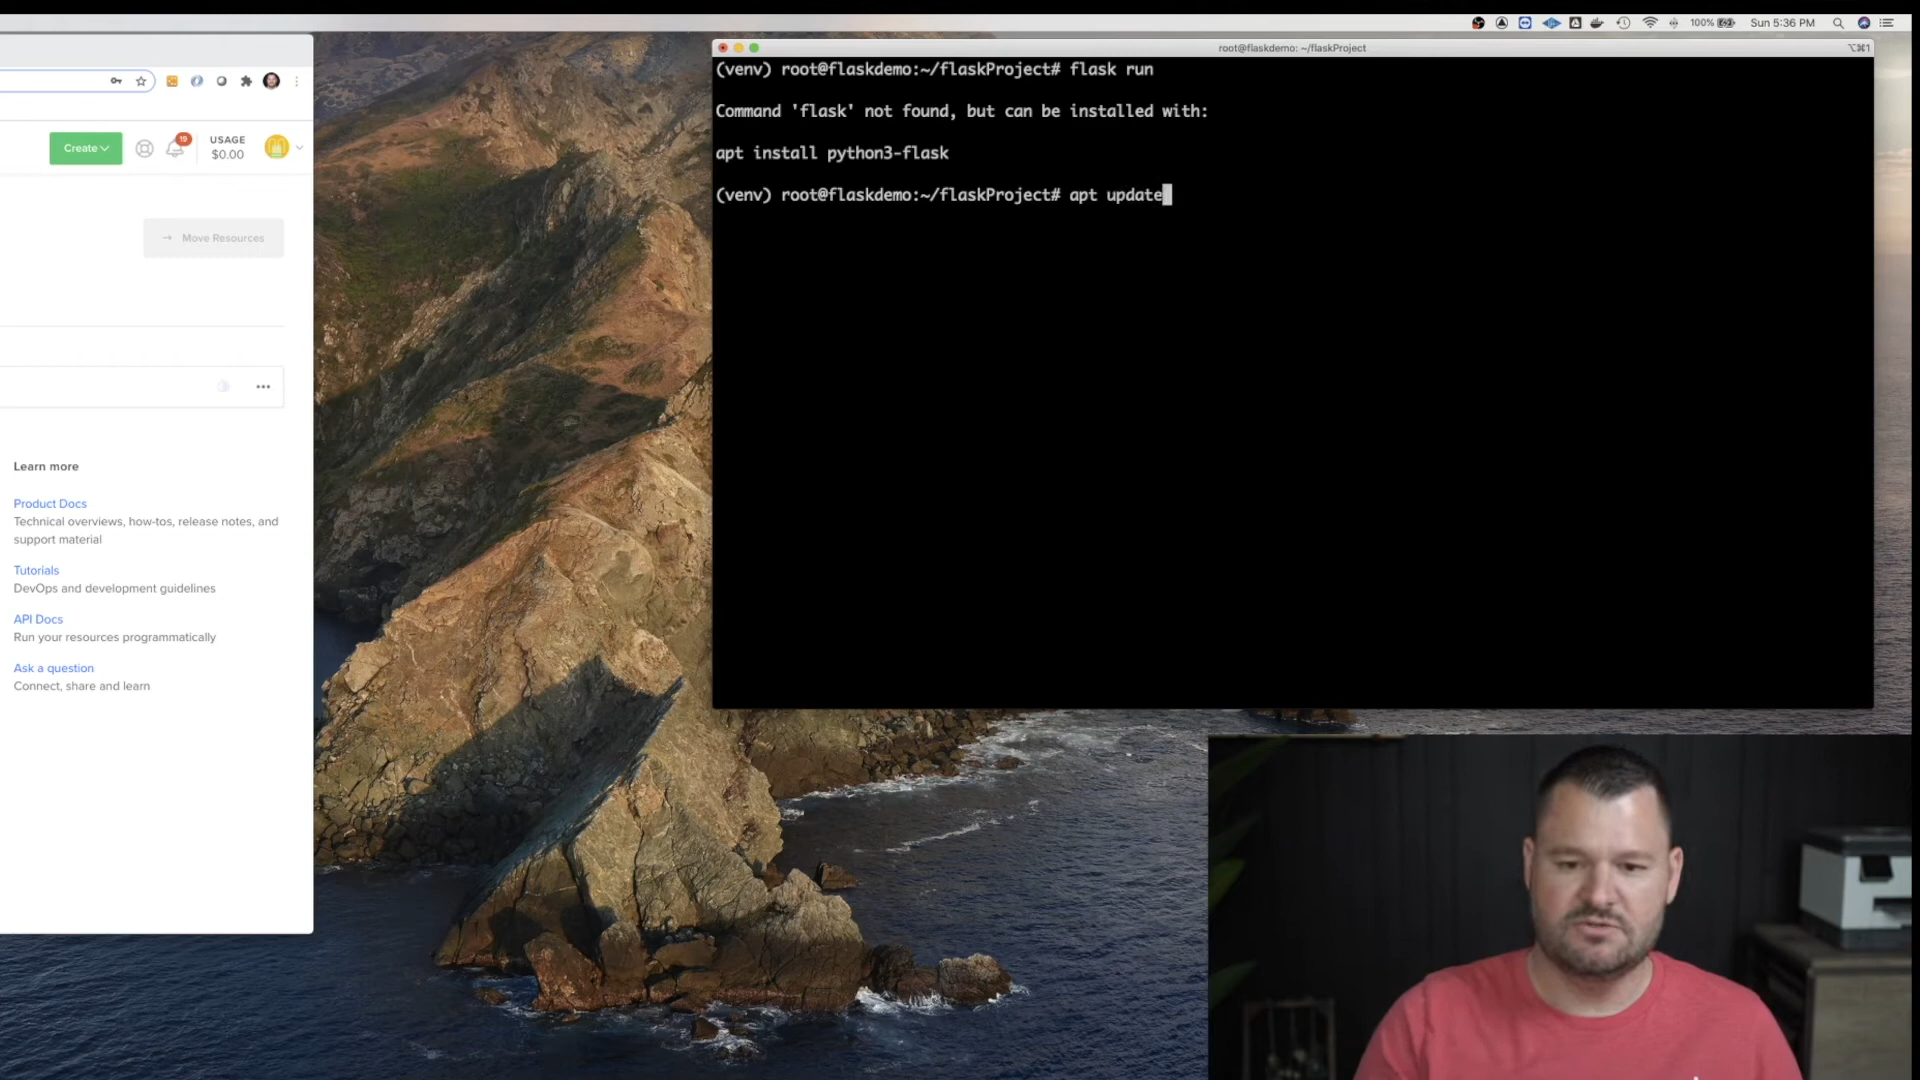 100%
Sun 5:36 PM
root@flaskdemo: ~/flaskProject
⌥⌘1
(venv) root@flaskdemo:~/flaskProject# flask run
Command 'flask' not found, but can be installed with:
apt install python3-flask
(venv) root@flaskdemo:~/flaskProject# apt update
Create
19
USAGE
$0.00
→ Move Resources
Learn more
Product Docs
Technical overviews, how-tos, release notes, and
support material
Tutorials
DevOps and development guidelines
API Docs
Run your resources programmatically
Ask a question
Connect, share and learn